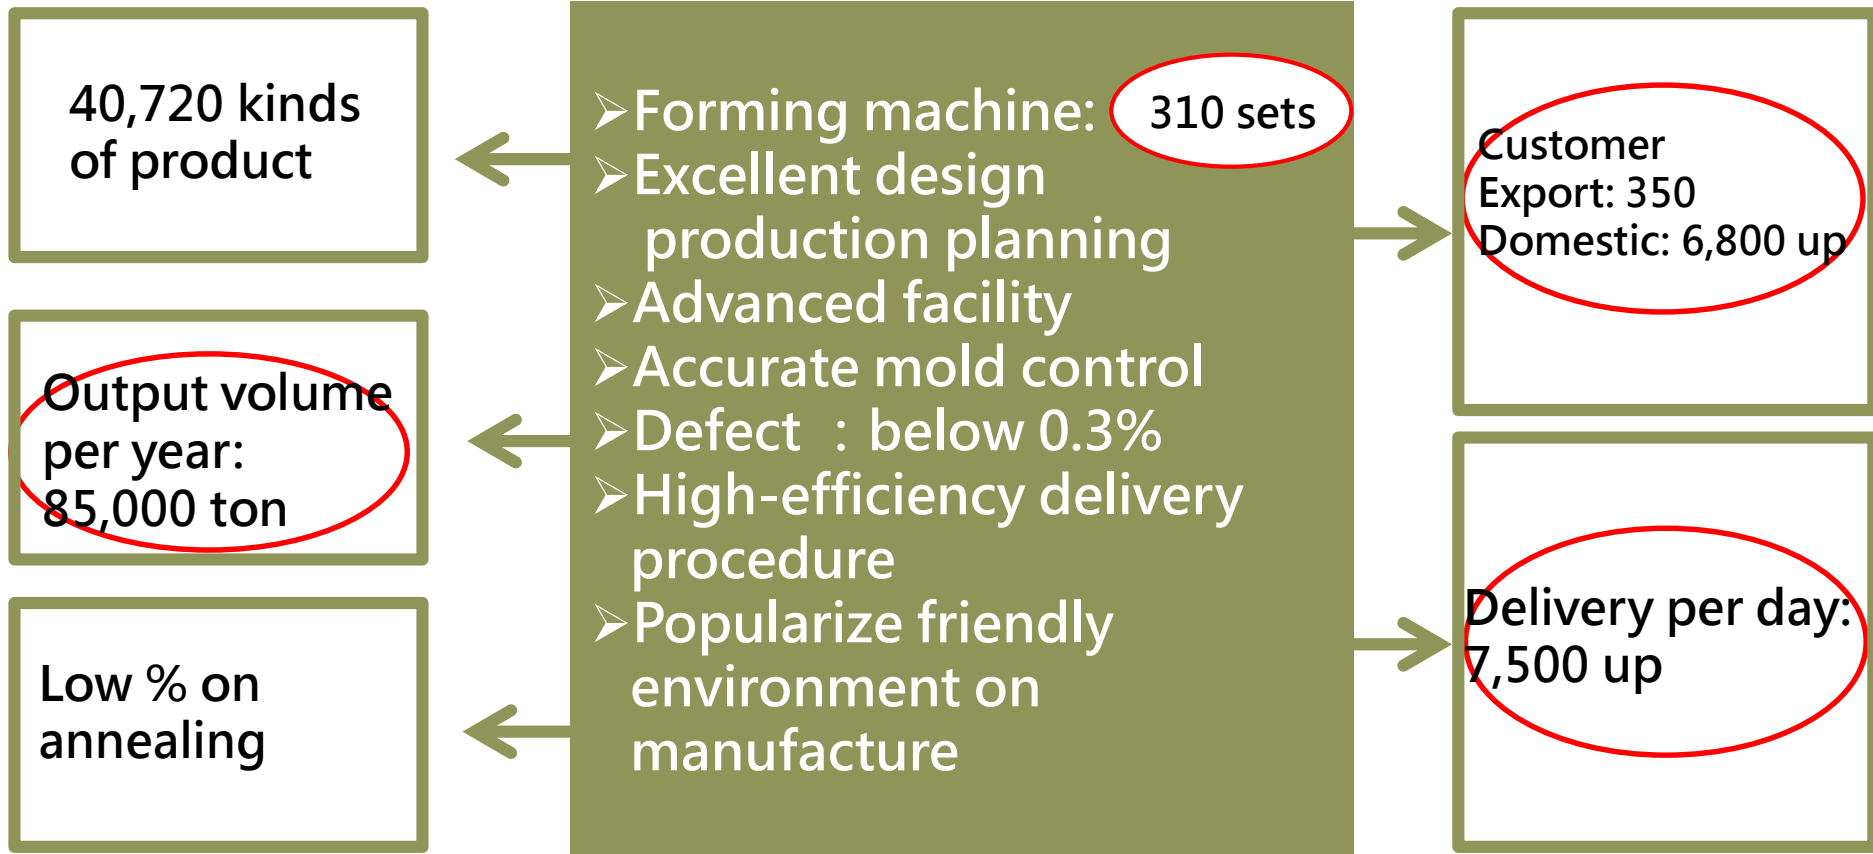 40,720 kinds
of product
Output volume
per year:
85,000 ton
Low % on
annealing
➢Forming machine: 310 sets
➢Excellent design
production planning
➢Advanced facility
➢Accurate mold control
➢Defect ：below 0.3%
➢High-efficiency delivery
procedure
➢Popularize friendly
environment on
manufacture
Customer
Export: 350
Domestic: 6,800 up
Delivery per day:
7,500 up